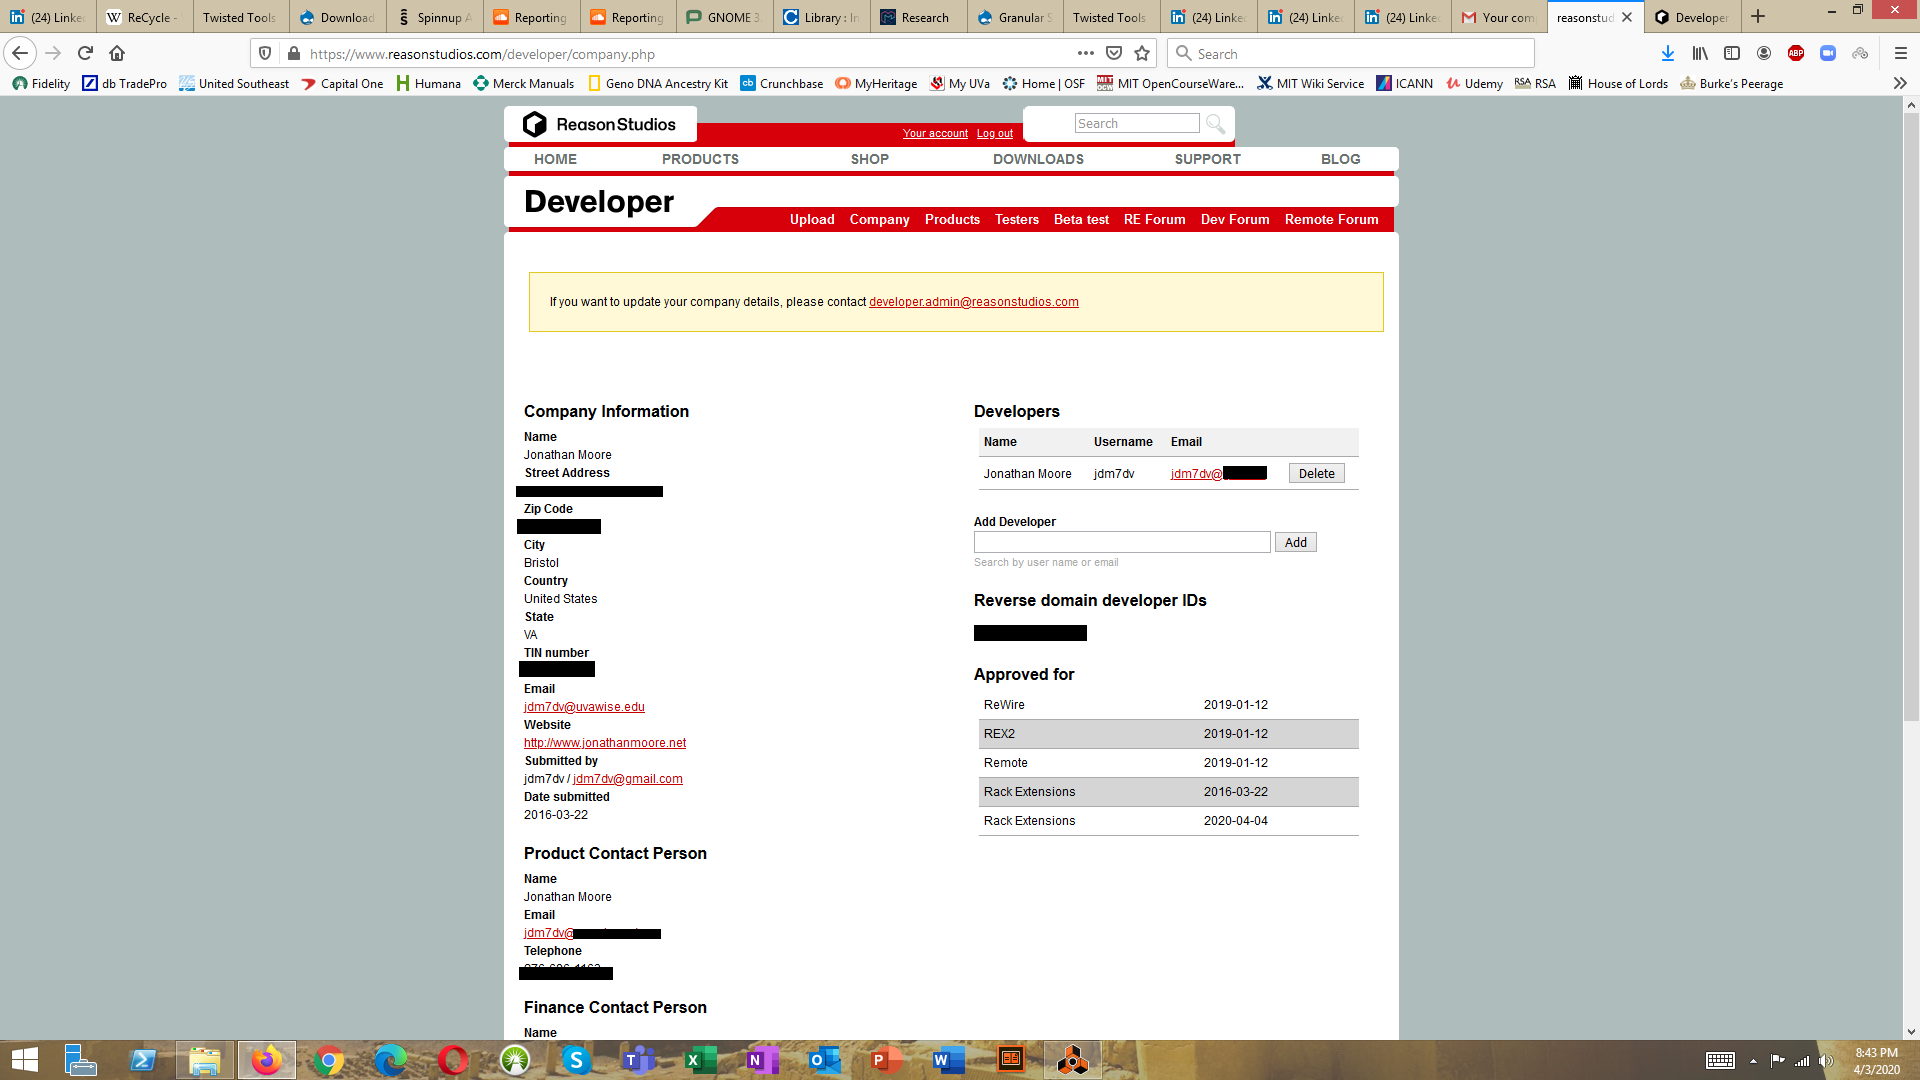 (24) Linke
ReCycle -
Twisted Tools
Download
Spinnup A
Reporting
Reporting
GNOME 3.
Library : In
Research
Granular S
Twisted Tools
(24) Linke
(24) Linke
(24) Linke
Your com
reasonstud
Developer
https://www.reasonstudios.com/developer/company.php
Search
Fidelity
db TradePro
United Southeast
Capital One
Humana
Merck Manuals
Geno DNA Ancestry Kit
Crunchbase
MyHeritage
My UVa
Home | OSF
MIT OpenCourseWare...
MIT Wiki Service
ICANN
Udemy
RSA
House of Lords
Burke's Peerage
ReasonStudios
Your account Log out
Search
HOME PRODUCTS SHOP DOWNLOADS SUPPORT BLOG
Developer
Upload Company Products Testers Beta test RE Forum Dev Forum Remote Forum
If you want to update your company details, please contact developer.admin@reasonstudios.com
Company Information
Name
Jonathan Moore
Street Address
Zip Code
City
Bristol
Country
United States
State
VA
TIN number
Email
jdm7dv@uvawise.edu
Website
http://www.jonathanmoore.net
Submitted by
jdm7dv / jdm7dv@gmail.com
Date submitted
2016-03-22
Product Contact Person
Name
Jonathan Moore
Email
jdm7dv@
Telephone
Finance Contact Person
Name
Developers
Name Username Email
Jonathan Moore jdm7dv jdm7dv@ Delete
Add Developer
Add
Search by user name or email
Reverse domain developer IDs
Approved for
ReWire 2019-01-12
REX2 2019-01-12
Remote 2019-01-12
Rack Extensions 2016-03-22
Rack Extensions 2020-04-04
8:43 PM
4/3/2020